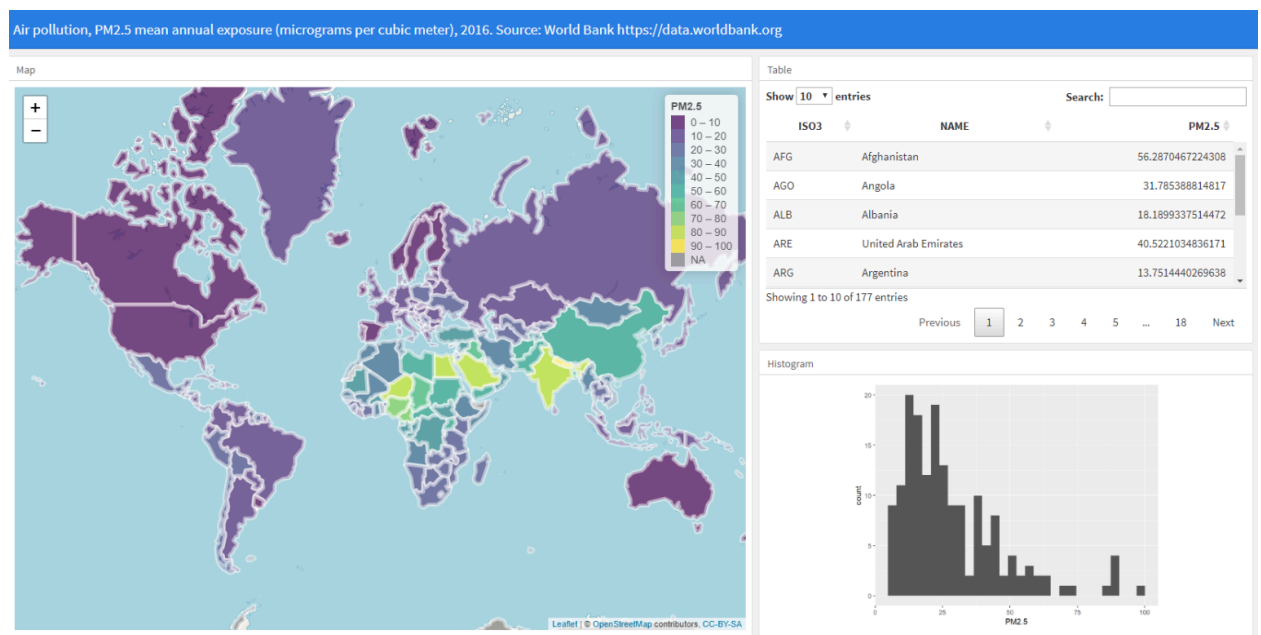 Air pollution, PM2.5 mean annual exposure (micrograms per cubic meter), 2016. Source: World Bank https://data.worldbank.org
Map
+
−
PM2.5
0 – 10
10 – 20
20 – 30
30 – 40
40 – 50
50 – 60
60 – 70
70 – 80
80 – 90
90 – 100
NA
Leaflet | © OpenStreetMap contributors, CC-BY-SA
Table
Show 10 entries Search:
ISO3 NAME PM2.5
AFG Afghanistan 56.2870467224308
AGO Angola 31.785388814817
ALB Albania 18.1899337514472
ARE United Arab Emirates 40.5221034836171
ARG Argentina 13.7514440269638
Showing 1 to 10 of 177 entries
Previous 1 2 3 4 5 ... 18 Next
Histogram
20
15
10
5
0
count
0 25 50 75 100
PM2.5